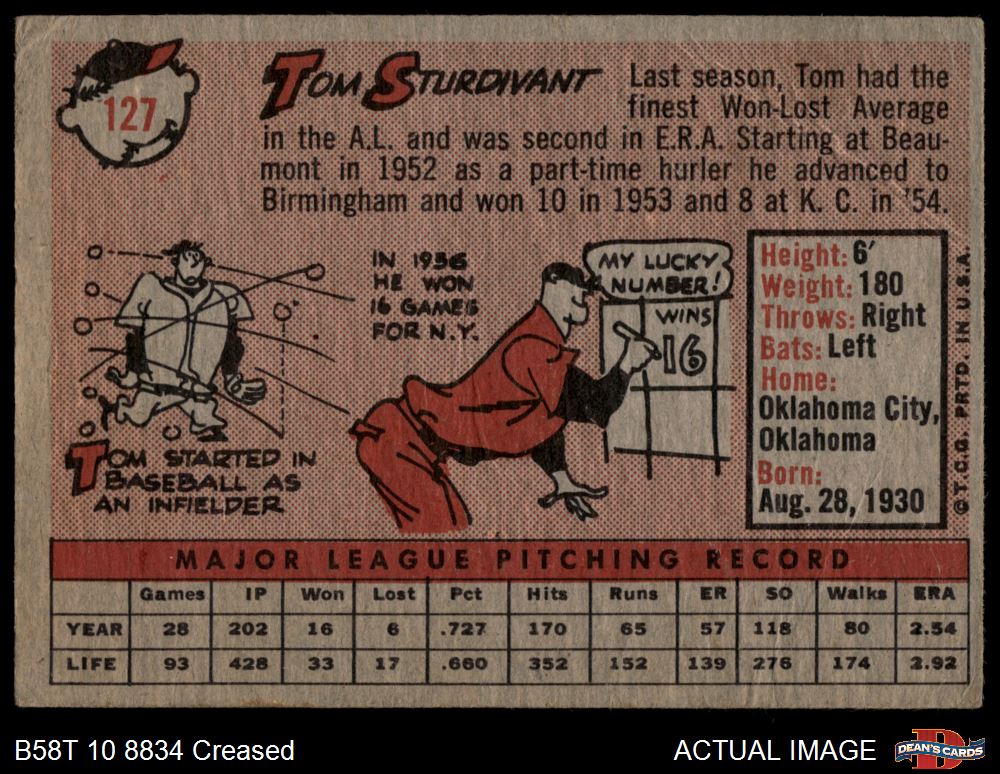 127
TOM STURDIVANT
Last season, Tom had the
finest Won-Lost Average
in the A.L. and was second in E.R.A. Starting at Beau-
mont in 1952 as a part-time hurler he advanced to
Birmingham and won 10 in 1953 and 8 at K. C. in '54.
TOM STARTED IN
BASEBALL AS
AN INFIELDER
IN 1956
HE WON
16 GAMES
FOR N.Y.
MY LUCKY
NUMBER!
WINS
16
Height: 6'
Weight: 180
Throws: Right
Bats: Left
Home:
Oklahoma City,
Oklahoma
Born:
Aug. 28, 1930
© T.C.G. PRTD. IN U.S.A.
MAJOR LEAGUE PITCHING RECORD
Games IP Won Lost Pct Hits Runs ER SO Walks ERA
YEAR 28 202 16 6 .727 170 65 57 118 80 2.54
LIFE 93 428 33 17 .660 352 152 139 276 174 2.92
B58T 10 8834 Creased
ACTUAL IMAGE
DEAN'S CARDS